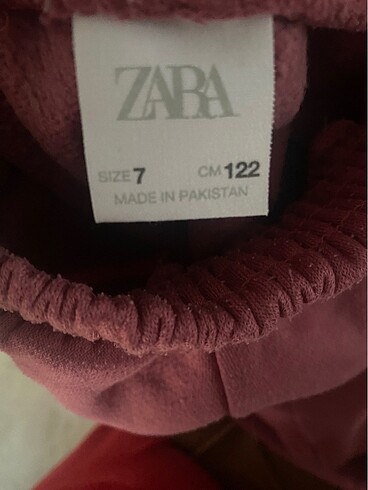 ZARA
SIZE 7 CM 122
MADE IN PAKISTAN